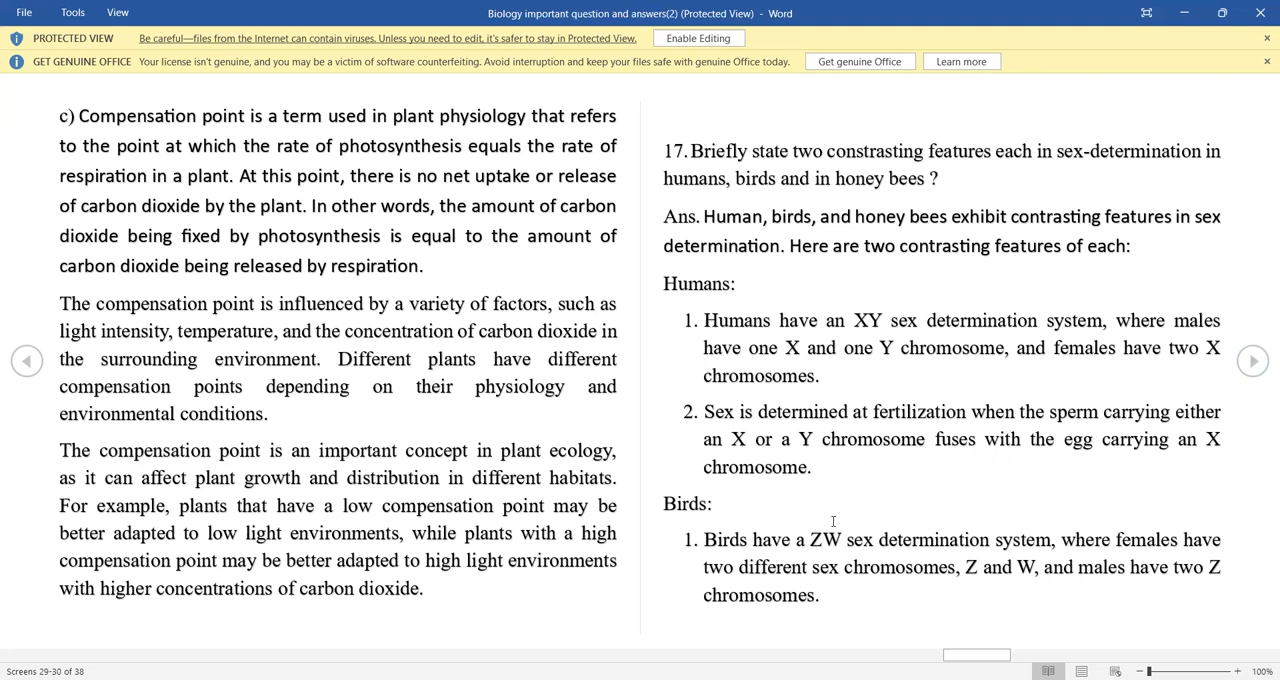 File Tools View Biology important question and answers(2) (Protected View) - Word
PROTECTED VIEW Be careful—files from the Internet can contain viruses. Unless you need to edit, it's safer to stay in Protected View. Enable Editing
GET GENUINE OFFICE Your license isn't genuine, and you may be a victim of software counterfeiting. Avoid interruption and keep your files safe with genuine Office today. Get genuine Office Learn more
c) Compensation point is a term used in plant physiology that refers
to the point at which the rate of photosynthesis equals the rate of
respiration in a plant. At this point, there is no net uptake or release
of carbon dioxide by the plant. In other words, the amount of carbon
dioxide being fixed by photosynthesis is equal to the amount of
carbon dioxide being released by respiration.
The compensation point is influenced by a variety of factors, such as
light intensity, temperature, and the concentration of carbon dioxide in
the surrounding environment. Different plants have different
compensation points depending on their physiology and
environmental conditions.
The compensation point is an important concept in plant ecology,
as it can affect plant growth and distribution in different habitats.
For example, plants that have a low compensation point may be
better adapted to low light environments, while plants with a high
compensation point may be better adapted to high light environments
with higher concentrations of carbon dioxide.
17. Briefly state two constrasting features each in sex-determination in
humans, birds and in honey bees ?
Ans. Human, birds, and honey bees exhibit contrasting features in sex
determination. Here are two contrasting features of each:
Humans:
1. Humans have an XY sex determination system, where males
have one X and one Y chromosome, and females have two X
chromosomes.
2. Sex is determined at fertilization when the sperm carrying either
an X or a Y chromosome fuses with the egg carrying an X
chromosome.
Birds:
1. Birds have a ZW sex determination system, where females have
two different sex chromosomes, Z and W, and males have two Z
chromosomes.
Screens 29-30 of 38 100%